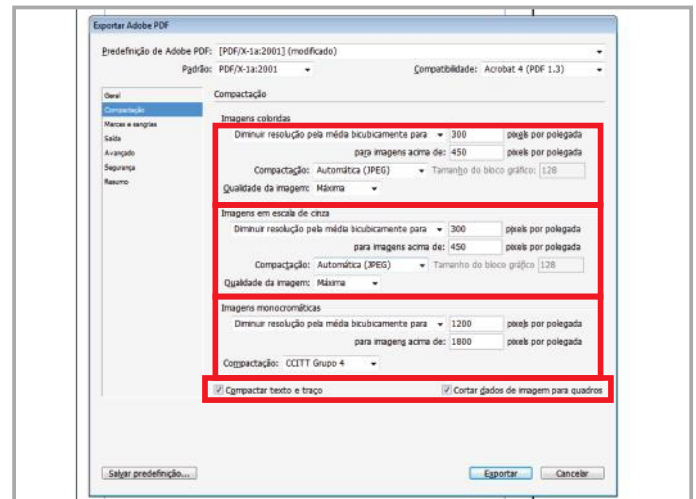 Exportar Adobe PDF
Predefinição de Adobe PDF: [PDF/X-1a:2001] (modificado)
Padrão: PDF/X-1a:2001 Compatibilidade: Acrobat 4 (PDF 1.3)
Geral
Compactação
Marcas e sangrias
Saída
Avançado
Segurança
Resumo
Compactação
Imagens coloridas
Diminuir resolução pela média bicubicamente para 300 pixels por polegada
para imagens acima de: 450 pixels por polegada
Compactação: Automática (JPEG) Tamanho do bloco gráfico: 128
Qualidade da imagem: Máxima
Imagens em escala de cinza
Diminuir resolução pela média bicubicamente para 300 pixels por polegada
para imagens acima de: 450 pixels por polegada
Compactação: Automática (JPEG) Tamanho do bloco gráfico 128
Qualidade da imagem: Máxima
Imagens monocromáticas
Diminuir resolução pela média bicubicamente para 1200 pixels por polegada
para imagens acima de: 1800 pixels por polegada
Compactação: CCITT Grupo 4
Compactar texto e traço Cortar dados de imagem para quadros
Salvar predefinição... Exportar Cancelar